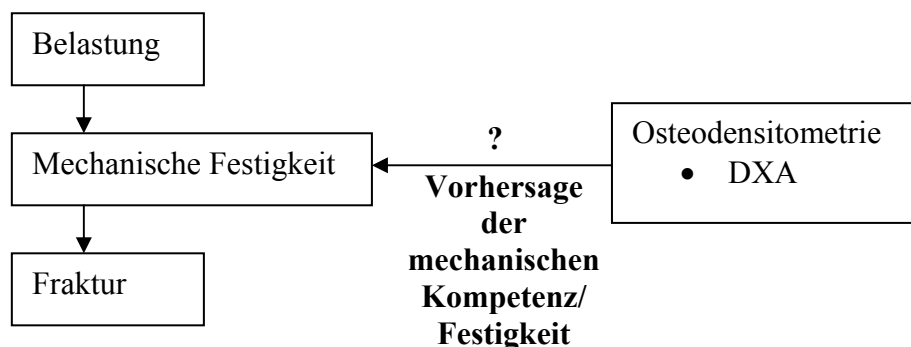 Belastung
Mechanische Festigkeit
Fraktur
?
Vorhersage
der
mechanischen
Kompetenz/
Festigkeit
Osteodensitometrie
• DXA